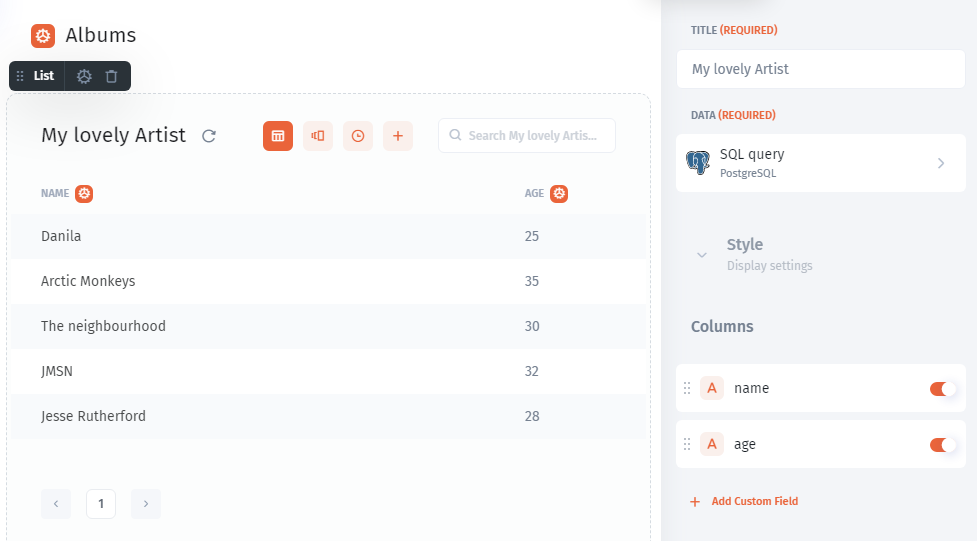 Albums
List
My lovely Artist
Search My lovely Artis...
NAME AGE
Danila 25
Arctic Monkeys 35
The neighbourhood 30
JMSN 32
Jesse Rutherford 28
1
TITLE (REQUIRED)
My lovely Artist
DATA (REQUIRED)
SQL query
PostgreSQL
Style
Display settings
Columns
A name
A age
+ Add Custom Field